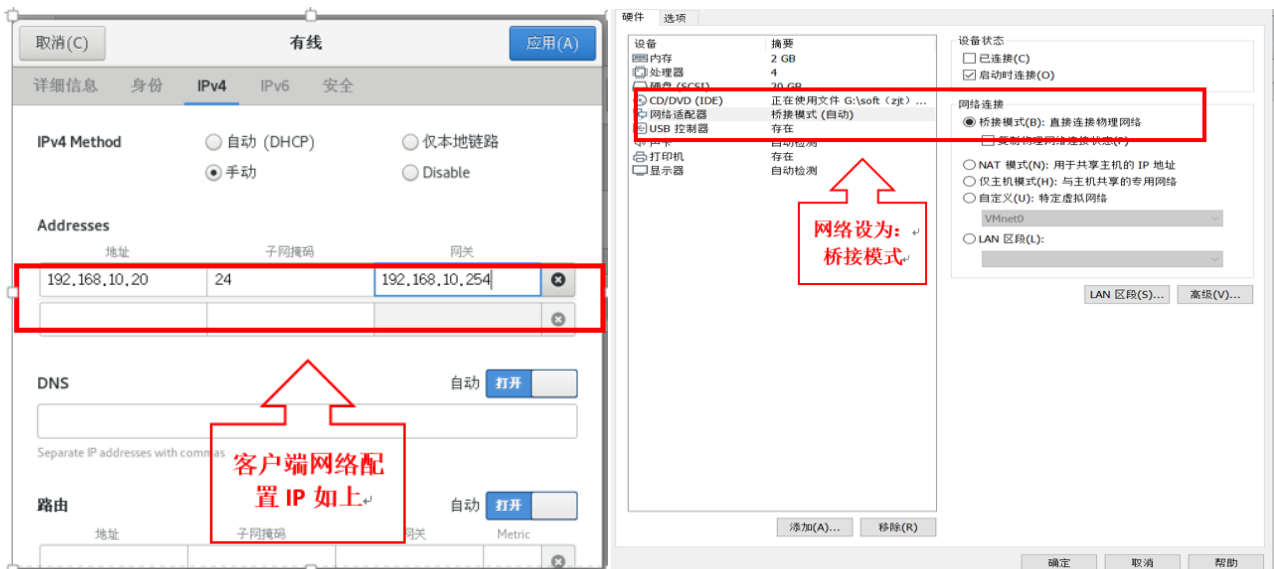 取消(C)
有线
应用(A)
详细信息
身份
IPv4
IPv6
安全
IPv4 Method
自动 (DHCP)
仅本地链路
手动
Disable
Addresses
地址
子网掩码
网关
192.168.10.20
24
192.168.10.254
DNS
自动
打开
Separate IP addresses with commas
客户端网络配
置 IP 如上
路由
自动
打开
地址
子网掩码
网关
Metric
硬件
选项
设备
摘要
内存
2 GB
处理器
4
硬盘 (SCSI)
20 GB
CD/DVD (IDE)
正在使用文件 G:\soft（zjt）...
网络适配器
桥接模式 (自动)
USB 控制器
存在
声卡
自动检测
打印机
存在
显示器
自动检测
网络设为:
桥接模式
添加(A)...
移除(R)
设备状态
已连接(C)
启动时连接(O)
网络连接
桥接模式(B): 直接连接物理网络
复制物理网络连接状态(P)
NAT 模式(N): 用于共享主机的 IP 地址
仅主机模式(H): 与主机共享的专用网络
自定义(U): 特定虚拟网络
VMnet0
LAN 区段(L):
LAN 区段(S)...
高级(V)...
确定
取消
帮助